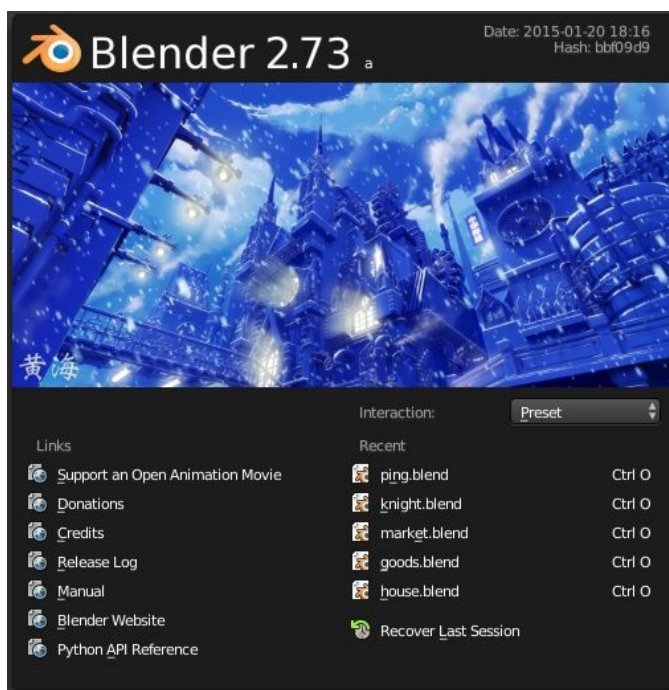 Blender 2.73 a
Date: 2015-01-20 18:16
Hash: bbf09d9
黄海
Interaction: Preset
Links
Support an Open Animation Movie
Donations
Credits
Release Log
Manual
Blender Website
Python API Reference
Recent
ping.blend Ctrl O
knight.blend Ctrl O
market.blend Ctrl O
goods.blend Ctrl O
house.blend Ctrl O
Recover Last Session